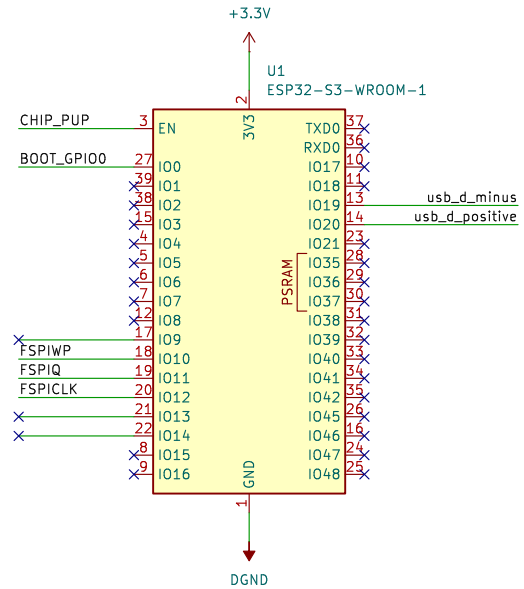 +3.3V
U1
ESP32-S3-WROOM-1
2
3V3
CHIP_PUP 3 EN TXD0 37
RXD0 36
BOOT_GPIO0 27 IO0 IO17 10
39 IO1 IO18 11
38 IO2 IO19 13 usb_d_minus
15 IO3 IO20 14 usb_d_positive
4 IO4 IO21 23
5 IO5 IO35 28
6 IO6 IO36 29
7 IO7 IO37 30
PSRAM
12 IO8 IO38 31
17 IO9 IO39 32
FSPIWP 18 IO10 IO40 33
FSPIQ 19 IO11 IO41 34
FSPICLK 20 IO12 IO42 35
21 IO13 IO45 26
22 IO14 IO46 16
8 IO15 IO47 24
9 IO16 IO48 25
GND
1
DGND